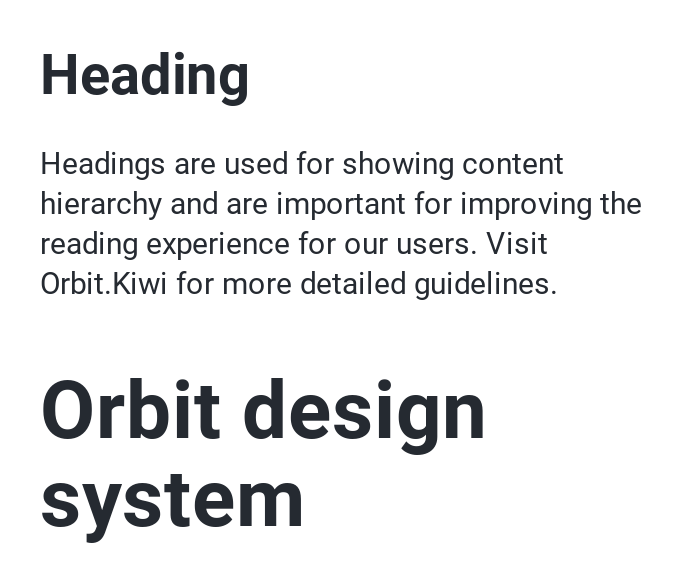 Heading
Headings are used for showing content
hierarchy and are important for improving the
reading experience for our users. Visit
Orbit.Kiwi for more detailed guidelines.
Orbit design
system